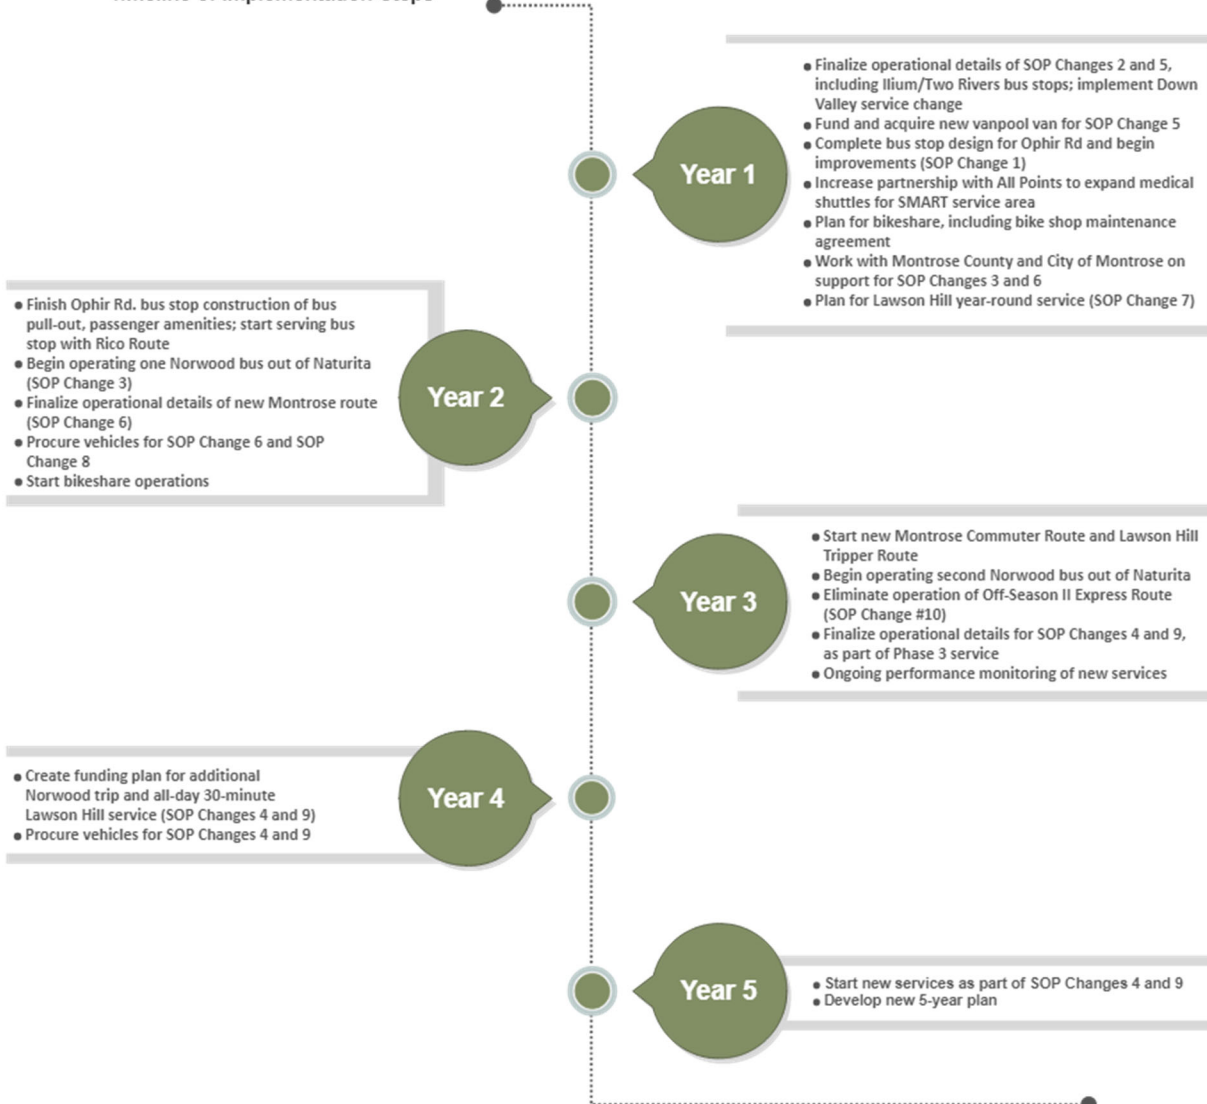 Timeline of Implementation Steps
● Finalize operational details of SOP Changes 2 and 5,
including Ilium/Two Rivers bus stops; implement Down
Valley service change
● Fund and acquire new vanpool van for SOP Change 5
● Complete bus stop design for Ophir Rd and begin
improvements (SOP Change 1)
● Increase partnership with All Points to expand medical
shuttles for SMART service area
● Plan for bikeshare, including bike shop maintenance
agreement
● Work with Montrose County and City of Montrose on
support for SOP Changes 3 and 6
● Plan for Lawson Hill year-round service (SOP Change 7)
Year 1
● Finish Ophir Rd. bus stop construction of bus
pull-out, passenger amenities; start serving bus
stop with Rico Route
● Begin operating one Norwood bus out of Naturita
(SOP Change 3)
● Finalize operational details of new Montrose route
(SOP Change 6)
● Procure vehicles for SOP Change 6 and SOP
Change 8
● Start bikeshare operations
Year 2
Year 3
● Start new Montrose Commuter Route and Lawson Hill
Tripper Route
● Begin operating second Norwood bus out of Naturita
● Eliminate operation of Off-Season II Express Route
(SOP Change #10)
● Finalize operational details for SOP Changes 4 and 9,
as part of Phase 3 service
● Ongoing performance monitoring of new services
● Create funding plan for additional
Norwood trip and all-day 30-minute
Lawson Hill service (SOP Changes 4 and 9)
● Procure vehicles for SOP Changes 4 and 9
Year 4
Year 5
● Start new services as part of SOP Changes 4 and 9
● Develop new 5-year plan